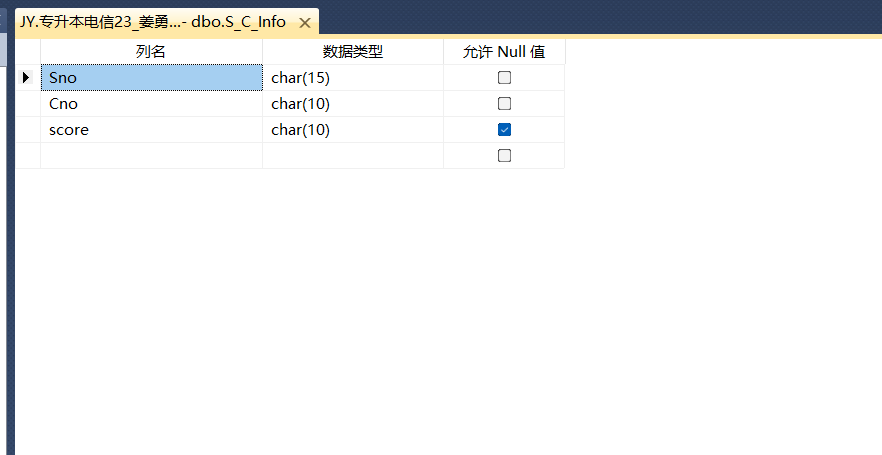 JY.专升本电信23_姜勇...- dbo.S_C_Info
列名 数据类型 允许 Null 值
Sno char(15)
Cno char(10)
score char(10)